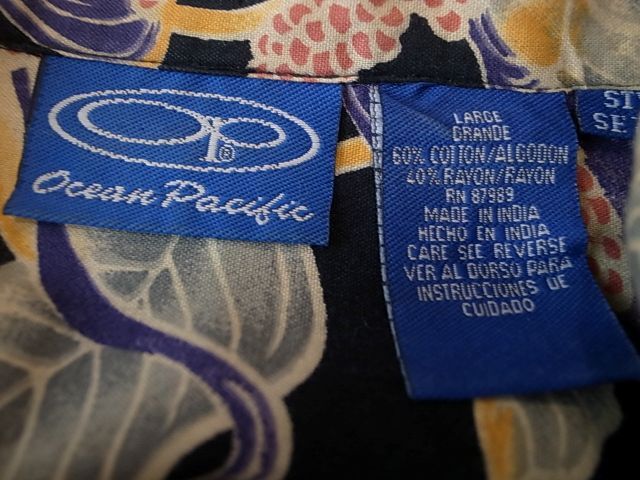 Op®
Ocean Pacific
LARGE
GRANDE
60% COTTON/ALGODON
40% RAYON/RAYON
RN 87989
MADE IN INDIA
HECHO EN INDIA
CARE SEE REVERSE
VER AL DORSO PARA
INSTRUCCIONES DE
CUIDADO